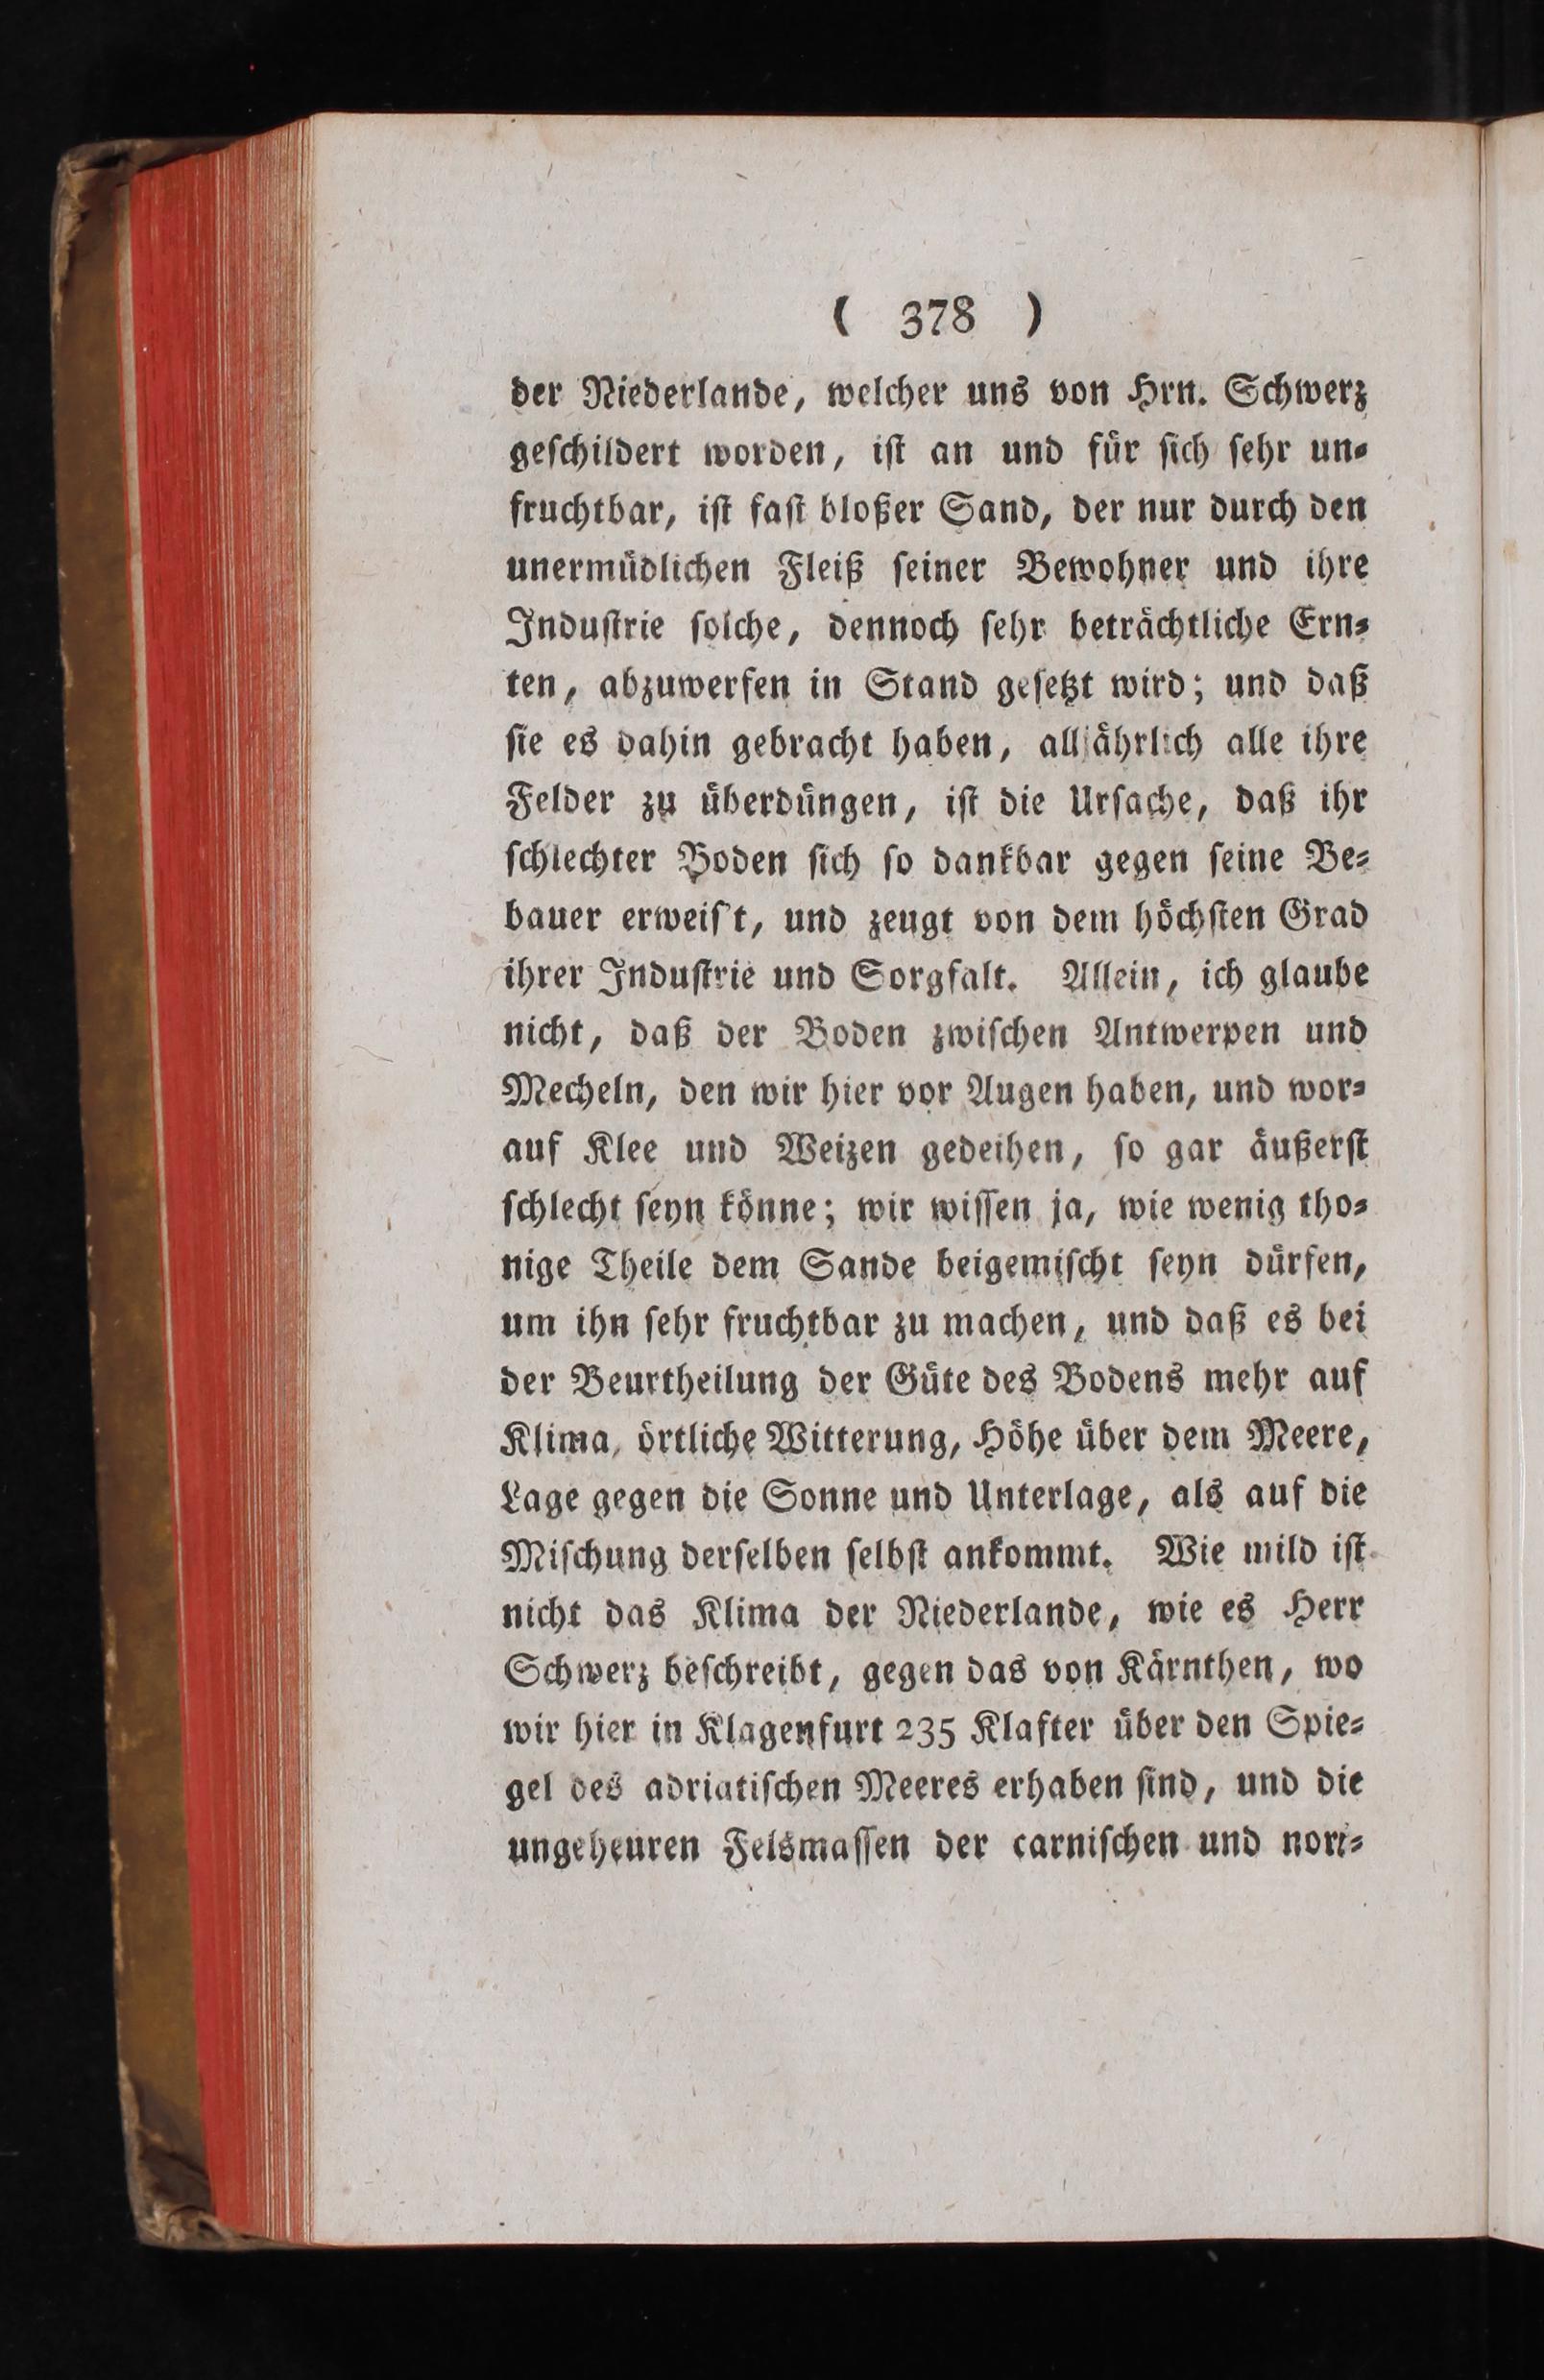 ( 378 )
der Niederlande, welcher uns von Hrn. Schwerz
geſchildert worden, iſt an und für ſich ſehr un⸗
fruchtbar, iſt faſt bloßer Sand, der nur durch den
unermüdlichen Fleiß ſeiner Bewohner und ihre
Induſtrie ſolche, dennoch ſehr beträchtliche Ern⸗
ten, abzuwerfen in Stand geſetzt wird; und daß
ſie es dahin gebracht haben, alljährlich alle ihre
Felder zu überdüngen, iſt die Urſache, daß ihr
ſchlechter Boden ſich ſo dankbar gegen ſeine Be⸗
bauer erweiſ't, und zeugt von dem höchſten Grad
ihrer Induſtrie und Sorgfalt. Allein, ich glaube
nicht, daß der Boden zwiſchen Antwerpen und
Mecheln, den wir hier vor Augen haben, und wor⸗
auf Klee und Weizen gedeihen, ſo gar äußerſt
ſchlecht ſeyn könne; wir wiſſen ja, wie wenig tho⸗
nige Theile dem Sande beigemiſcht ſeyn dürfen,
um ihn ſehr fruchtbar zu machen, und daß es bei
der Beurtheilung der Güte des Bodens mehr auf
Klima, örtliche Witterung, Höhe über dem Meere,
Lage gegen die Sonne und Unterlage, als auf die
Miſchung derſelben ſelbſt ankommt. Wie mild iſt
nicht das Klima der Niederlande, wie es Herr
Schwerz beſchreibt, gegen das von Kärnthen, wo
wir hier in Klagenfurt 235 Klafter über den Spie⸗
gel des adriatiſchen Meeres erhaben ſind, und die
ungeheuren Felsmaſſen der carniſchen und nori⸗